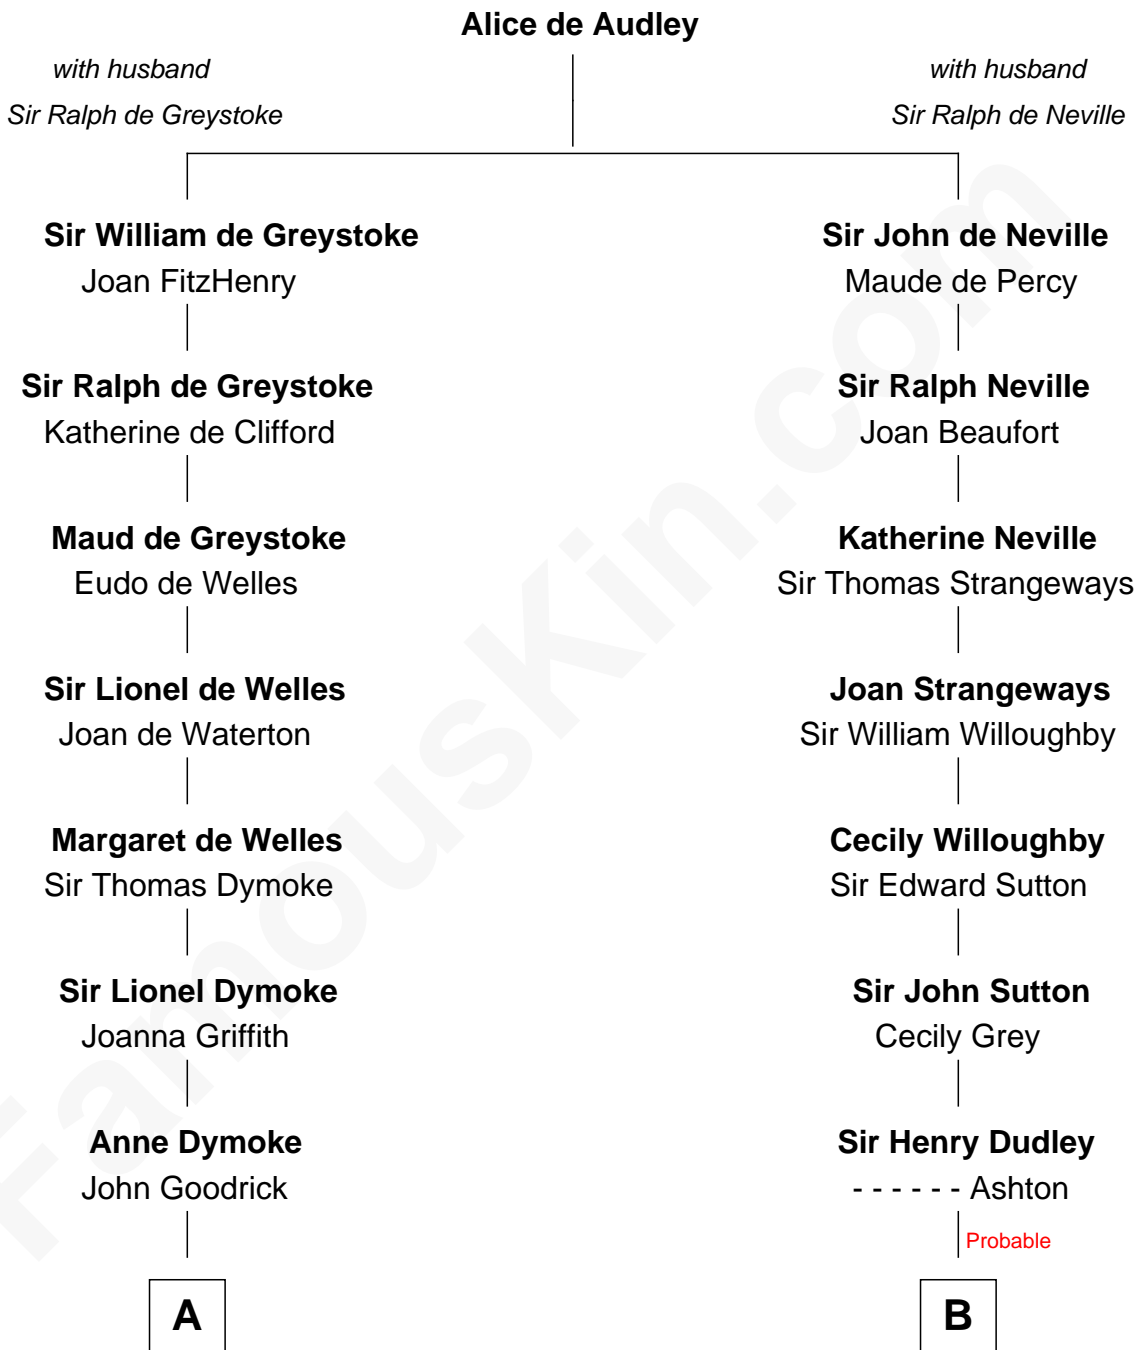 Alice de Audley
with husband
Sir Ralph de Greystoke
with husband
Sir Ralph de Neville
Sir William de Greystoke
Joan FitzHenry
Sir John de Neville
Maude de Percy
Sir Ralph de Greystoke
Katherine de Clifford
Sir Ralph Neville
Joan Beaufort
Maud de Greystoke
Eudo de Welles
Katherine Neville
Sir Thomas Strangeways
Sir Lionel de Welles
Joan de Waterton
Joan Strangeways
Sir William Willoughby
Margaret de Welles
Sir Thomas Dymoke
Cecily Willoughby
Sir Edward Sutton
Sir Lionel Dymoke
Joanna Griffith
Sir John Sutton
Cecily Grey
Anne Dymoke
John Goodrick
Sir Henry Dudley
- - - - - - Ashton
Probable
A
B
FamousKin.com